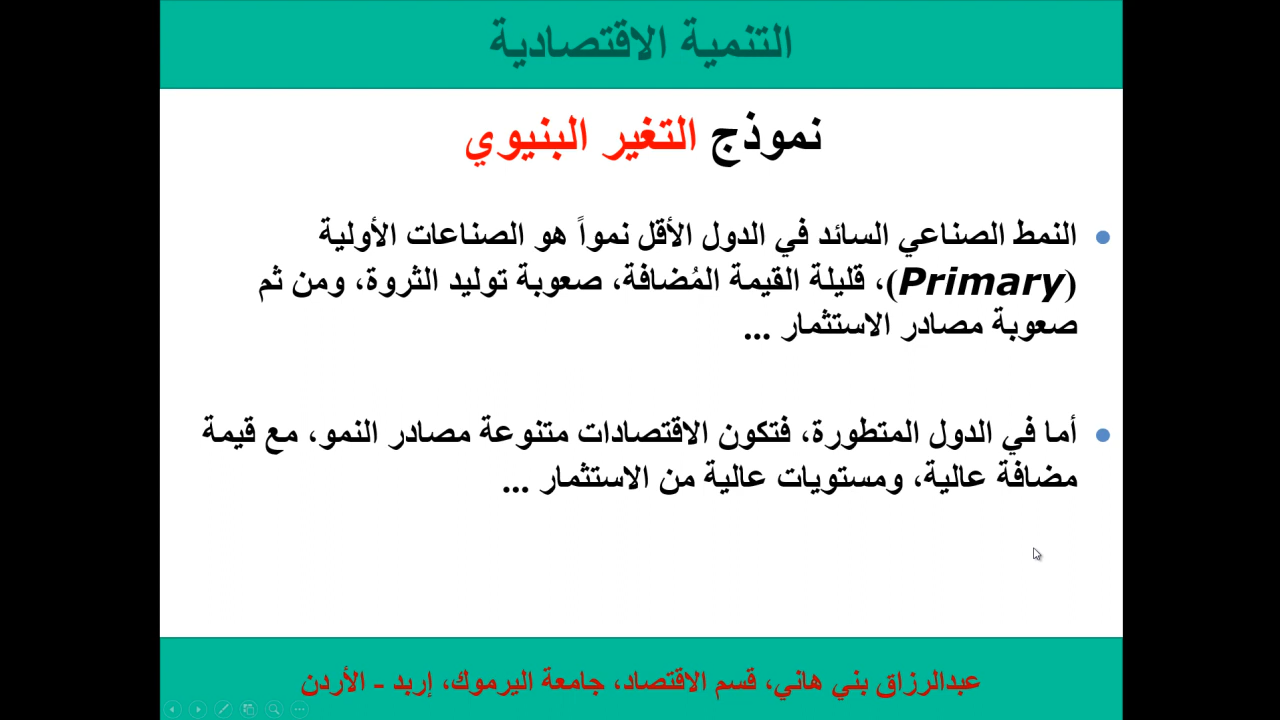 التنمية الاقتصادية
نموذج التغير البنيوي
النمط الصناعي السائد في الدول الأقل نمواً هو الصناعات الأولية
(Primary)، قليلة القيمة المُضافة، صعوبة توليد الثروة، ومن ثم
صعوبة مصادر الاستثمار ...
أما في الدول المتطورة، فتكون الاقتصادات متنوعة مصادر النمو، مع قيمة
مضافة عالية، ومستويات عالية من الاستثمار ...
عبدالرزاق بني هاني، قسم الاقتصاد، جامعة اليرموك، إربد - الأردن